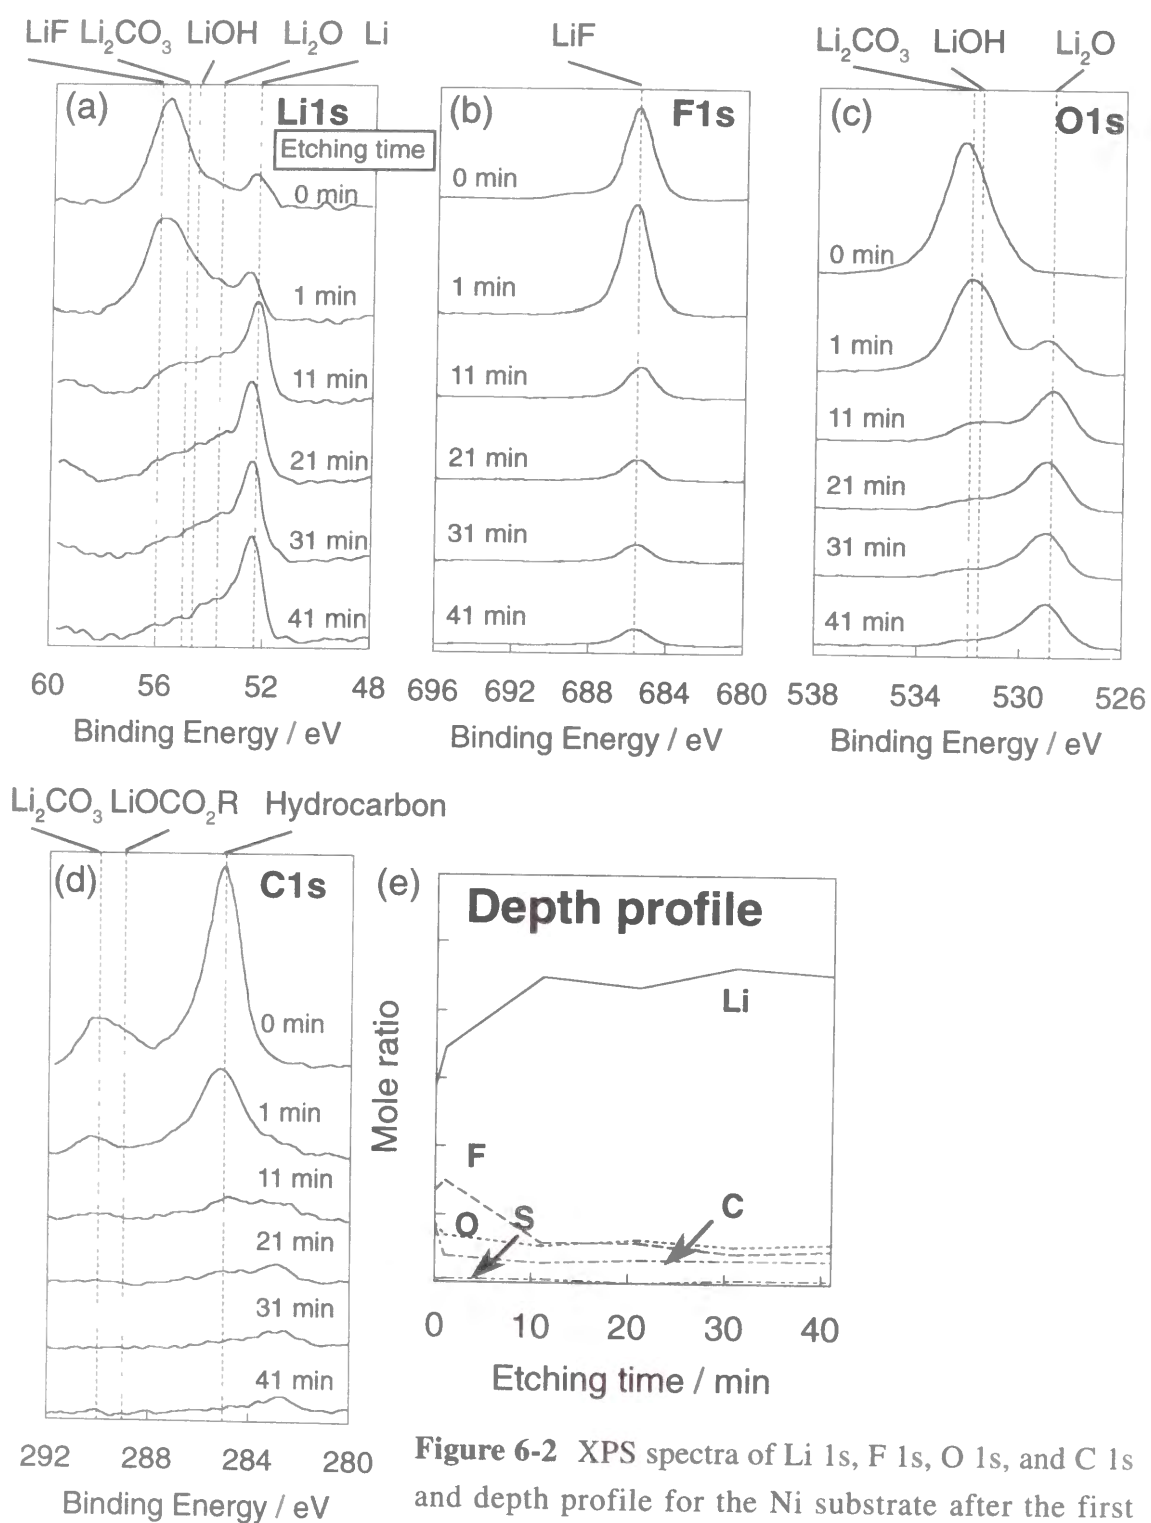 LiF Li2CO3 LiOH Li2O Li
(a) Li1s
Etching time
0 min
1 min
11 min
21 min
31 min
41 min
60 56 52 48
Binding Energy / eV
LiF
(b) F1s
0 min
1 min
11 min
21 min
31 min
41 min
696 692 688 684 680
Binding Energy / eV
Li2CO3 LiOH Li2O
(c) O1s
0 min
1 min
11 min
21 min
31 min
41 min
538 534 530 526
Binding Energy / eV
Li2CO3 LiOCO2R Hydrocarbon
(d) C1s
0 min
1 min
11 min
21 min
31 min
41 min
292 288 284 280
Binding Energy / eV
(e) Depth profile
Mole ratio
Li
F
O S C
0 10 20 30 40
Etching time / min
Figure 6-2 XPS spectra of Li 1s, F 1s, O 1s, and C 1s
and depth profile for the Ni substrate after the first